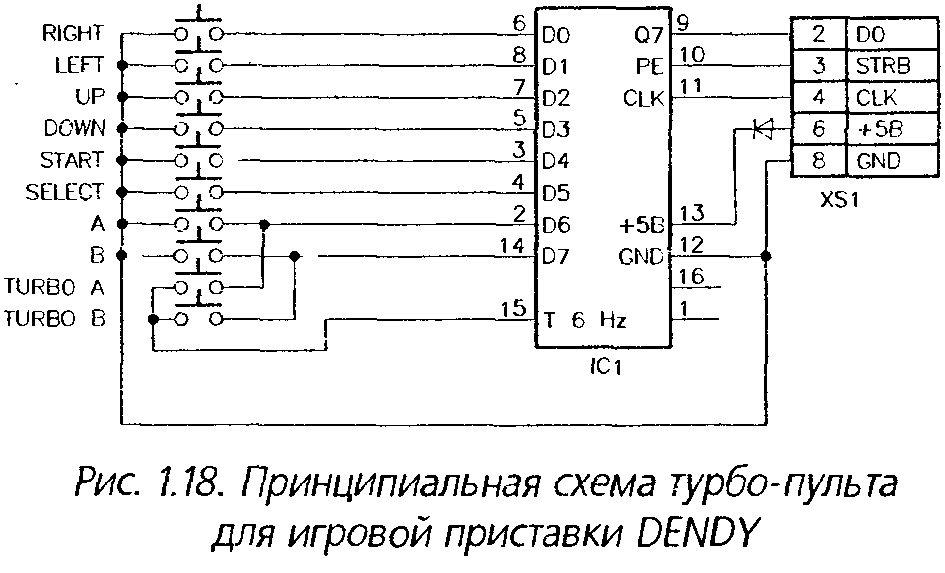 RIGHT 6 D0 Q7 9 2 D0
LEFT 8 D1 PE 10 3 STRB
UP 7 D2 CLK 11 4 CLK
DOWN 5 D3 6 +5В
START 3 D4 8 GND
SELECT 4 D5 XS1
A 2 D6 +5В 13
B 14 D7 GND 12
TURBO A 16
TURBO B 15 T 6 Hz 1
IC1
Рис. 1.18. Принципиальная схема турбо-пульта
для игровой приставки DENDY